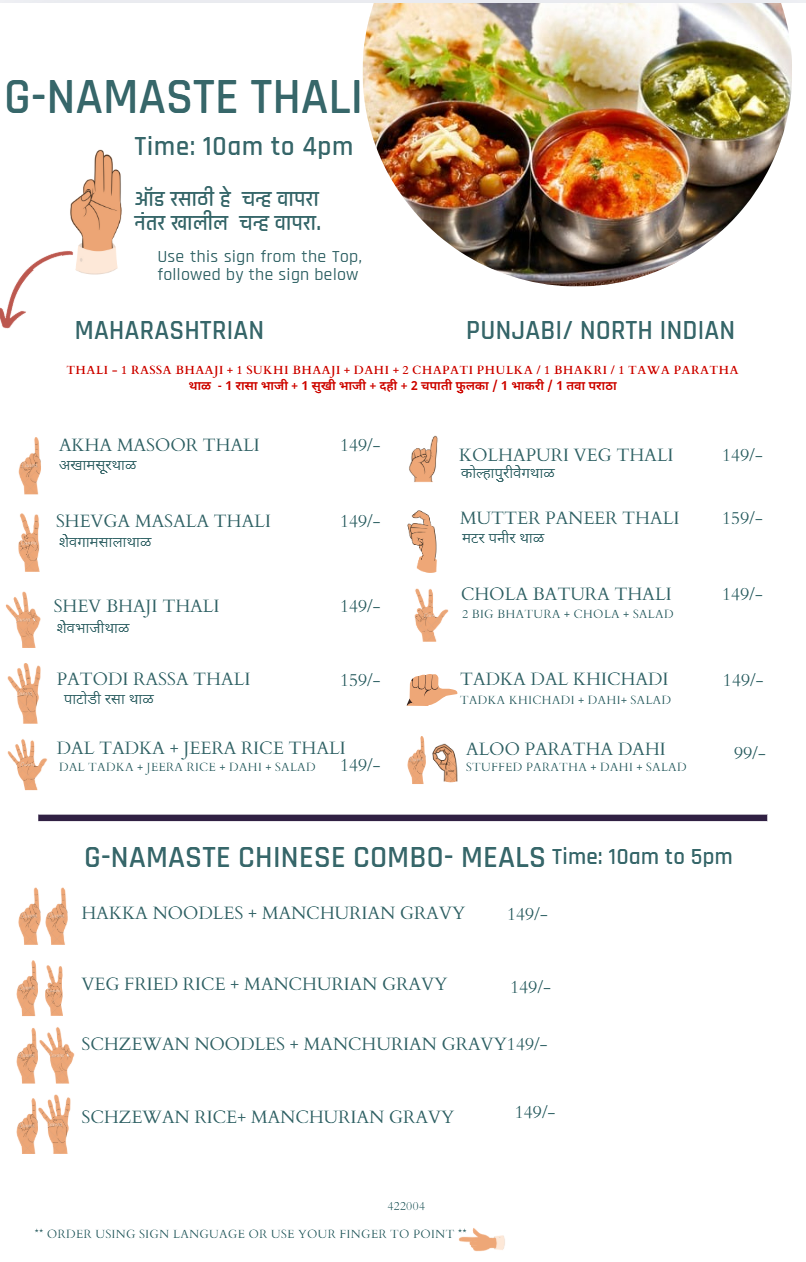 G-NAMASTE THALI
Time: 10am to 4pm
ऑड रसाठी हे चन्ह वापरा
नंतर खालील चन्ह वापरा.
Use this sign from the Top,
followed by the sign below
MAHARASHTRIAN
PUNJABI/ NORTH INDIAN
THALI - 1 RASSA BHAAJI + 1 SUKHI BHAAJI + DAHI + 2 CHAPATI PHULKA / 1 BHAKRI / 1 TAWA PARATHA
थाळ - 1 रासा भाजी + 1 सुखी भाजी + दही + 2 चपाती फुलका / 1 भाकरी / 1 तवा पराठा
AKHA MASOOR THALI 149/-
अखामसूरथाळ
SHEVGA MASALA THALI 149/-
शेवगामसालाथाळ
SHEV BHAJI THALI 149/-
शेवभाजीथाळ
PATODI RASSA THALI 159/-
पाटोडी रसा थाळ
DAL TADKA + JEERA RICE THALI
DAL TADKA + JEERA RICE + DAHI + SALAD 149/-
KOLHAPURI VEG THALI 149/-
कोल्हापुरीवेगथाळ
MUTTER PANEER THALI 159/-
मटर पनीर थाळ
CHOLA BATURA THALI 149/-
2 BIG BHATURA + CHOLA + SALAD
TADKA DAL KHICHADI 149/-
TADKA KHICHADI + DAHI+ SALAD
ALOO PARATHA DAHI 99/-
STUFFED PARATHA + DAHI + SALAD
G-NAMASTE CHINESE COMBO- MEALS Time: 10am to 5pm
HAKKA NOODLES + MANCHURIAN GRAVY 149/-
VEG FRIED RICE + MANCHURIAN GRAVY 149/-
SCHZEWAN NOODLES + MANCHURIAN GRAVY149/-
SCHZEWAN RICE+ MANCHURIAN GRAVY 149/-
422004
** ORDER USING SIGN LANGUAGE OR USE YOUR FINGER TO POINT **